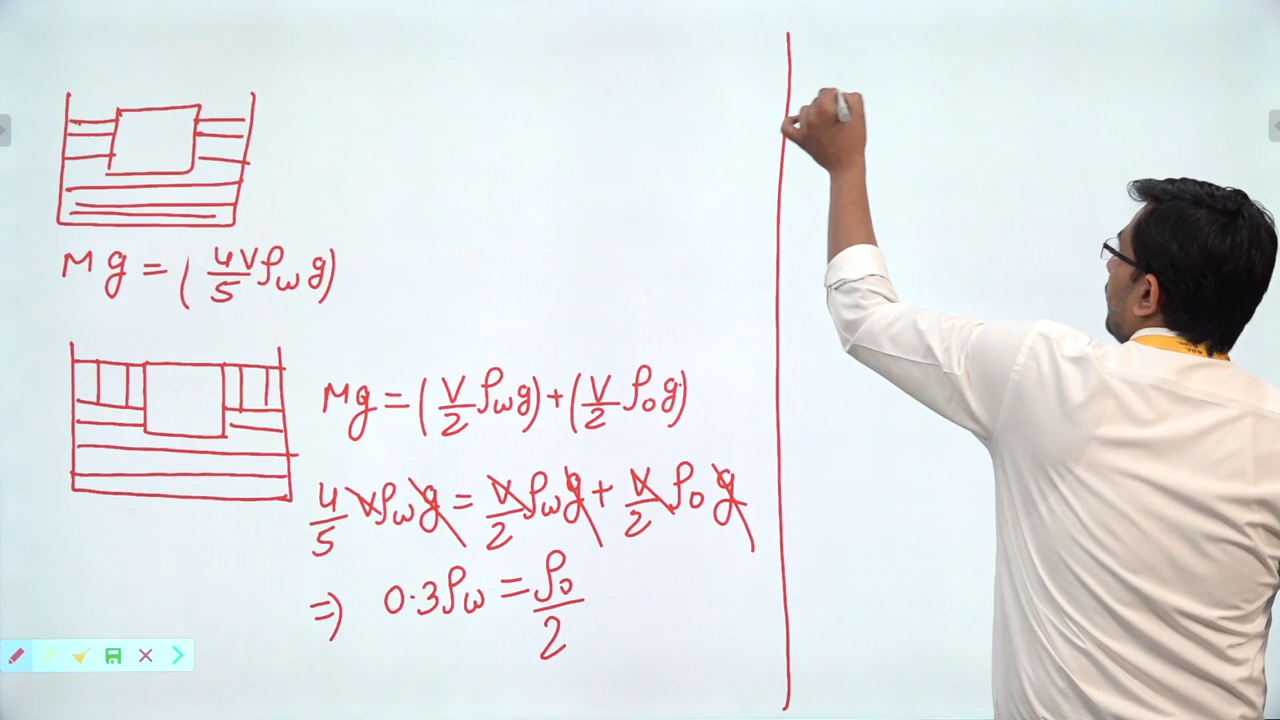 Mg = (4V/5 ρw g)
Mg = (V/2 ρw g) + (V/2 ρo g)
4/5 Vρw g = V/2 ρw g + V/2 ρo g
⇒ 0.3ρw = ρo/2